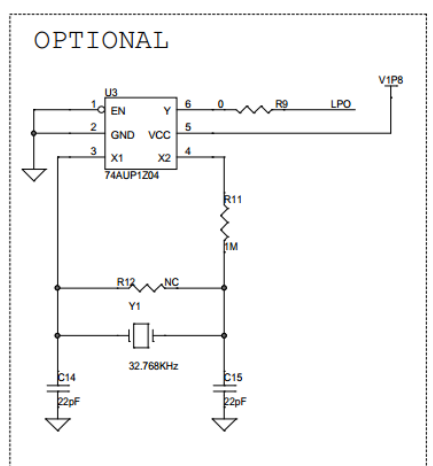 OPTIONAL
U3
V1P8
1 EN Y 6 0 R9 LPO
2 GND VCC 5
3 X1 X2 4
74AUP1Z04
R11
1M
R12 NC
Y1
32.768KHz
C14 C15
22pF 22pF